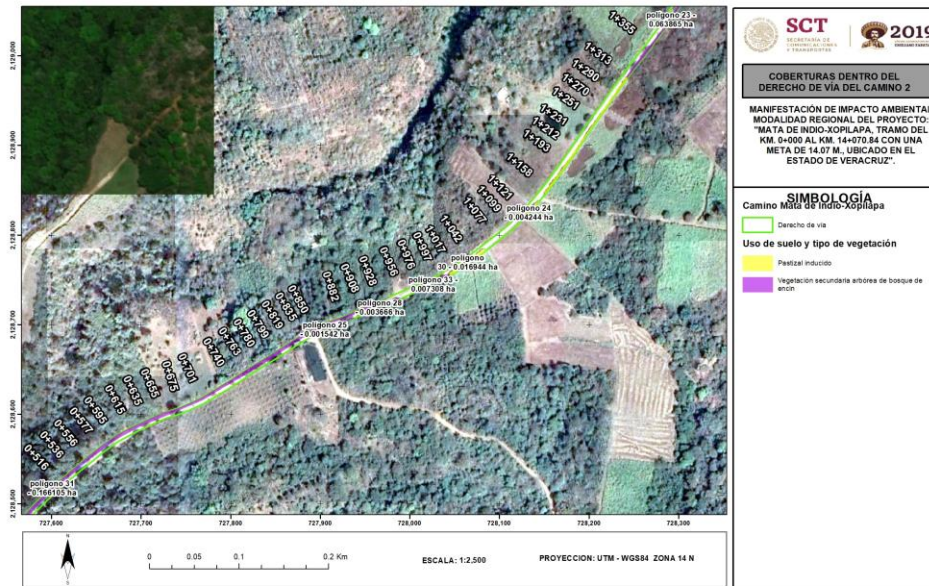 polígono 23 -
0.063865 ha
1+355
1+313
1+290
1+270
1+251
1+231
1+212
1+193
1+158
1+121
1+099
1+077
1+042
1+017
0+997
0+976
0+956
0+928
0+908
0+882
0+850
0+835
0+819
0+799
0+780
0+763
0+740
0+701
0+675
0+655
0+635
0+615
0+595
0+577
0+556
0+536
0+516
polígono 24
- 0.004244 ha
polígono
30 - 0.016944 ha
polígono 33 -
0.007308 ha
polígono 28
- 0.003666 ha
polígono 25
- 0.001542 ha
polígono 31
- 0.166105 ha
2,129,000
2,128,900
2,128,800
2,128,700
2,128,600
2,128,500
727,600
727,700
727,800
727,900
728,000
728,100
728,200
728,300
N
0 0.05 0.1 0.2 Km
ESCALA: 1:2,500
PROYECCION: UTM - WGS84 ZONA 14 N
SCT
SECRETARÍA DE
COMUNICACIONES
Y TRANSPORTES
2019
COBERTURAS DENTRO DEL
DERECHO DE VÍA DEL CAMINO 2
MANIFESTACIÓN DE IMPACTO AMBIENTAL
MODALIDAD REGIONAL DEL PROYECTO:
"MATA DE INDIO-XOPILAPA, TRAMO DEL
KM. 0+000 AL KM. 14+070.84 CON UNA
META DE 14.07 M., UBICADO EN EL
ESTADO DE VERACRUZ".
SIMBOLOGÍA
Camino Mata de Indio-Xopilapa
Derecho de vía
Uso de suelo y tipo de vegetación
Pastizal inducido
Vegetación secundaria arbórea de bosque de
encin